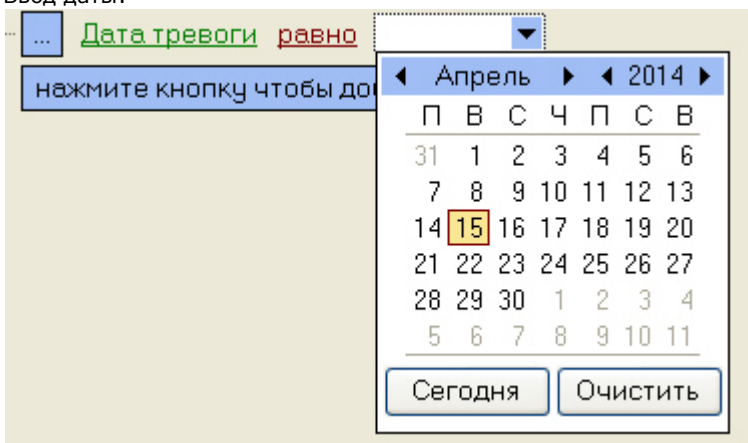 ... Дата тревоги равно
нажмите кнопку чтобы
Апрель 2014
П В С Ч П С В
31 1 2 3 4 5 6
7 8 9 10 11 12 13
14 15 16 17 18 19 20
21 22 23 24 25 26 27
28 29 30 1 2 3 4
5 6 7 8 9 10 11
Сегодня Очистить